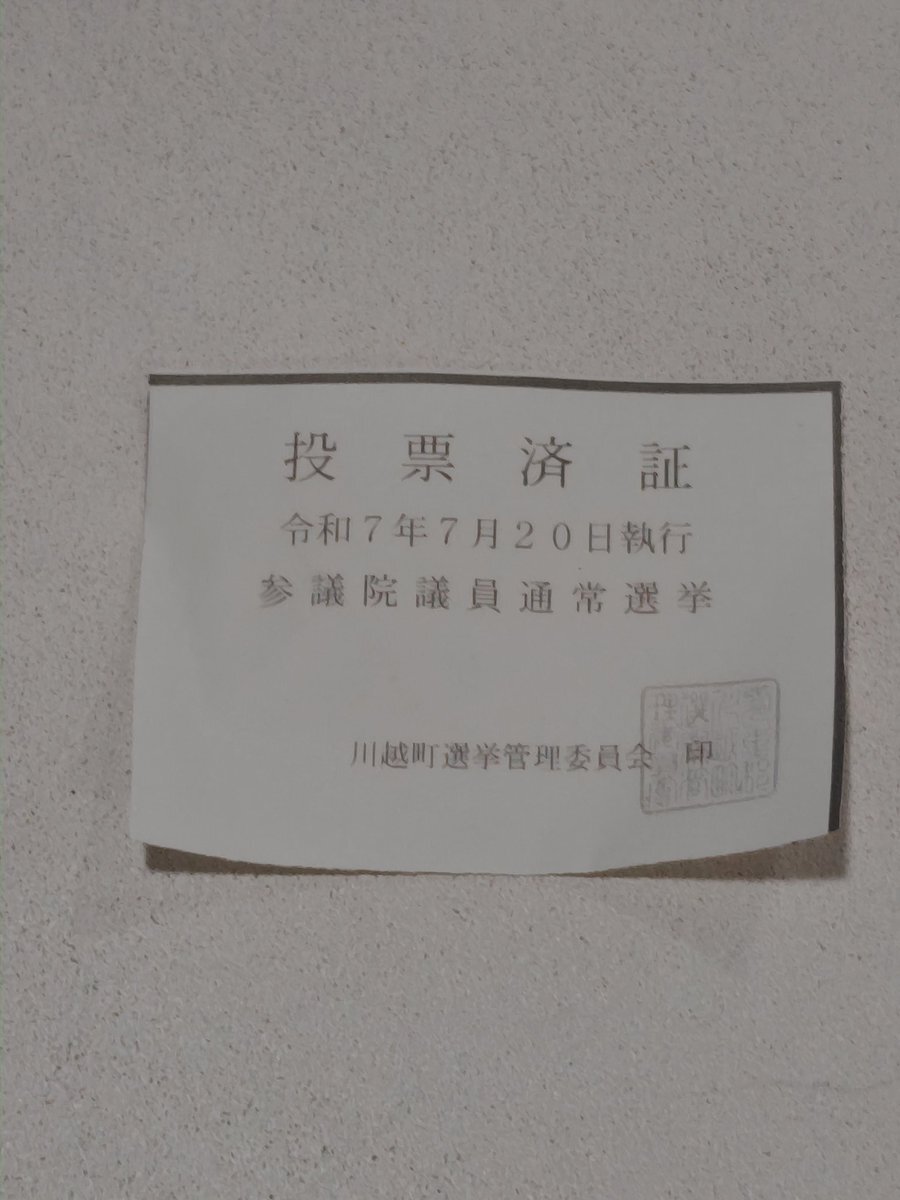 投票済証
令和７年７月２０日執行
参議院議員通常選挙
川越町選挙管理委員会 印